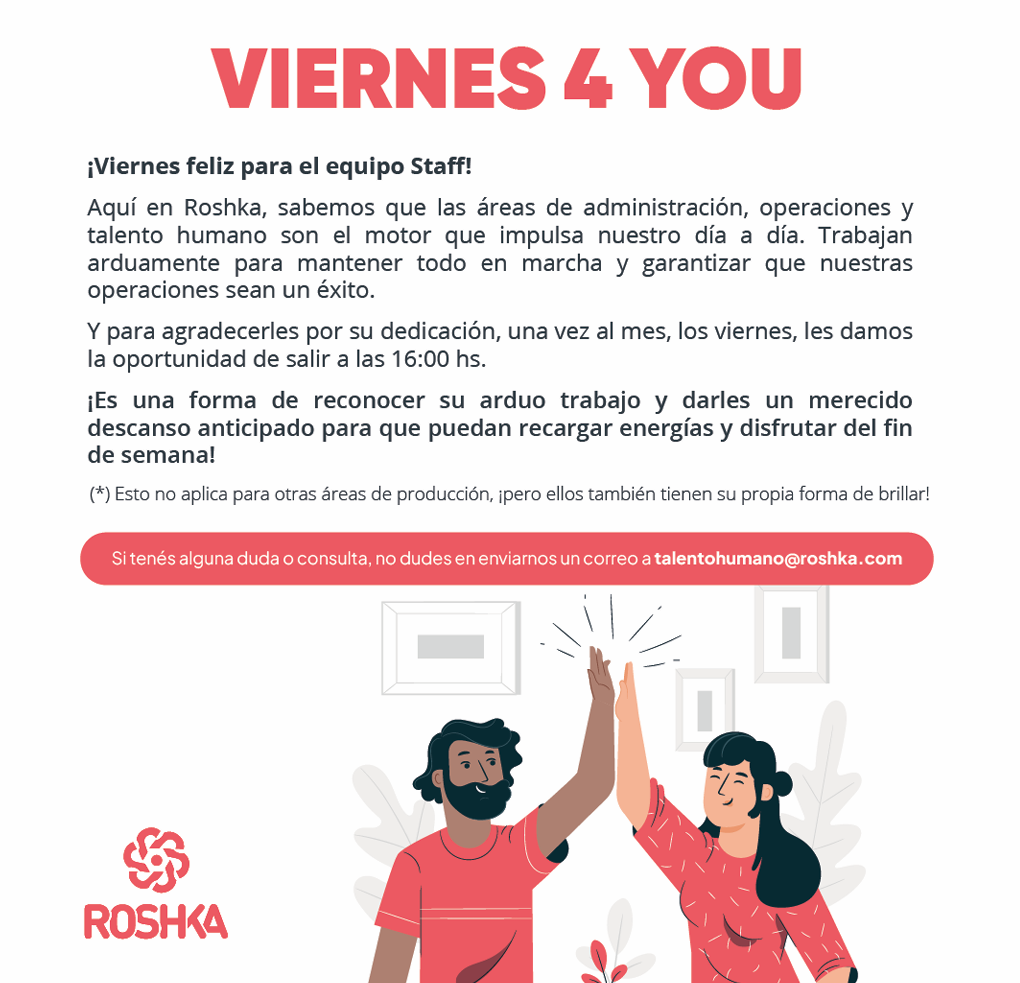 VIERNES 4 YOU
¡Viernes feliz para el equipo Staff!
Aquí en Roshka, sabemos que las áreas de administración, operaciones y
talento humano son el motor que impulsa nuestro día a día. Trabajan
arduamente para mantener todo en marcha y garantizar que nuestras
operaciones sean un éxito.
Y para agradecerles por su dedicación, una vez al mes, los viernes, les damos
la oportunidad de salir a las 16:00 hs.
¡Es una forma de reconocer su arduo trabajo y darles un merecido
descanso anticipado para que puedan recargar energías y disfrutar del fin
de semana!
(*) Esto no aplica para otras áreas de producción, ¡pero ellos también tienen su propia forma de brillar!
Si tenés alguna duda o consulta, no dudes en enviarnos un correo a talentohumano@roshka.com
ROSHKA